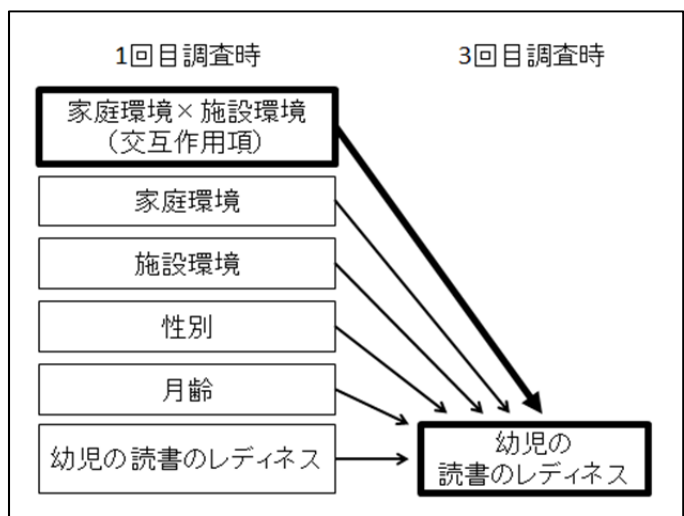 1回目調査時
3回目調査時
家庭環境×施設環境
（交互作用項）
家庭環境
施設環境
性別
月齢
幼児の読書のレディネス
幼児の
読書のレディネス